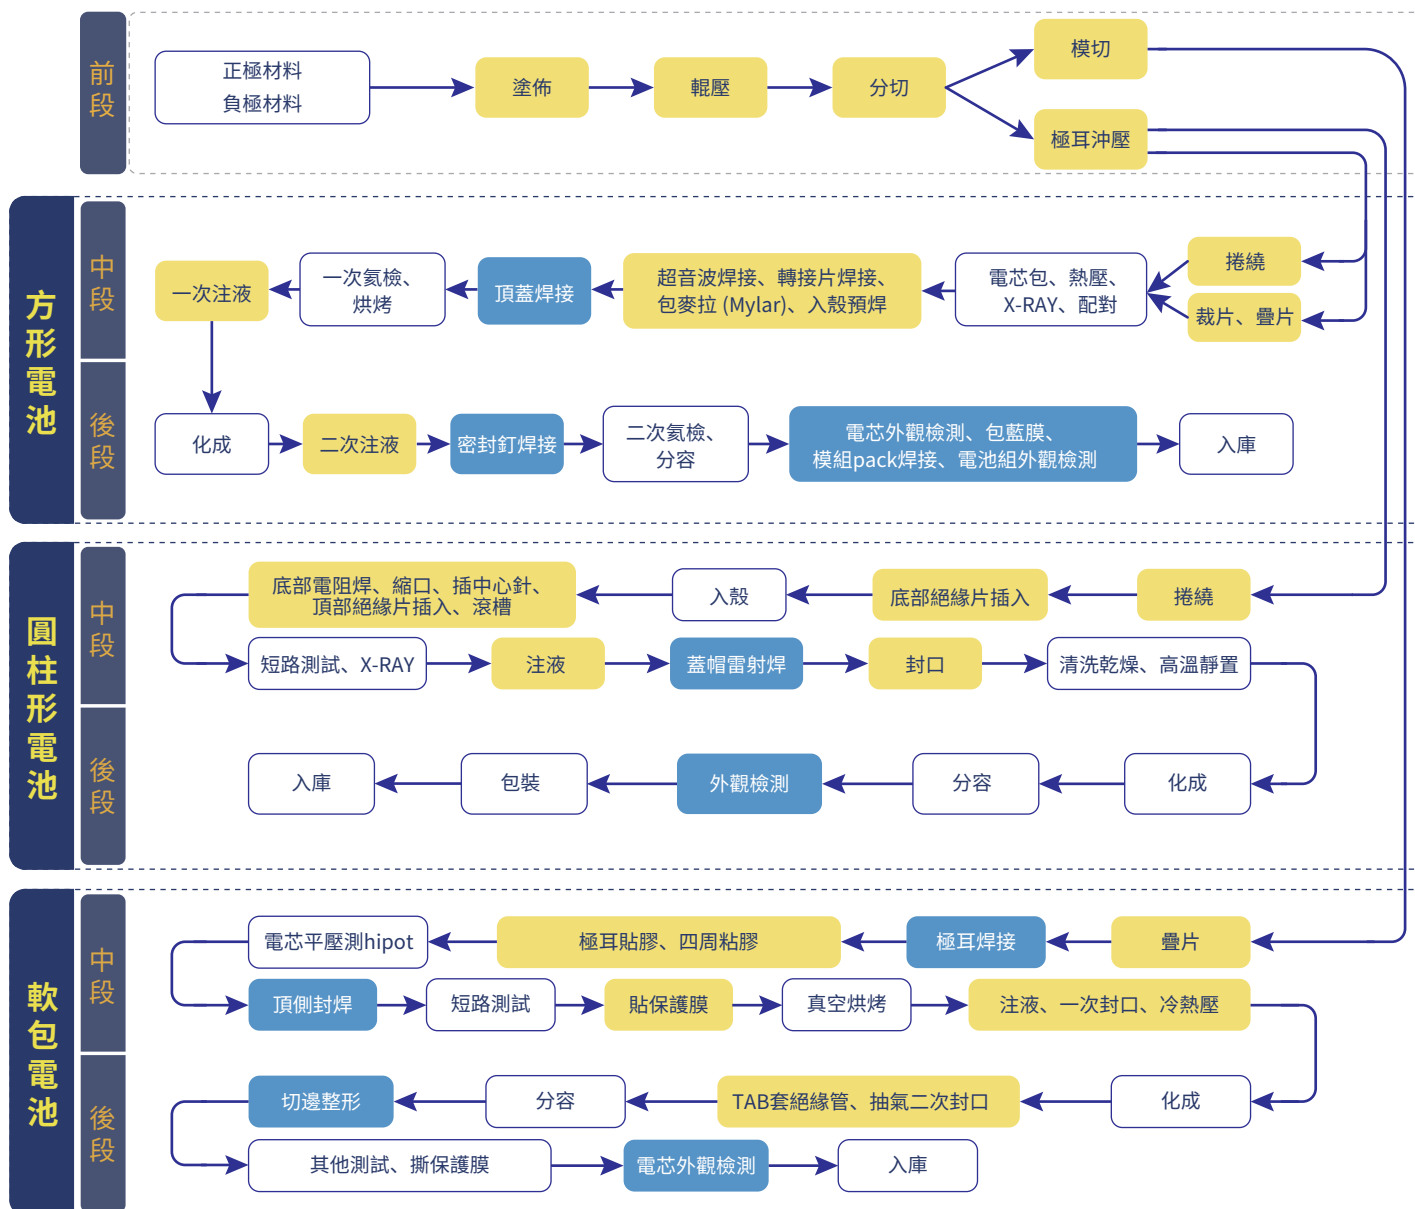 前段
正極材料
負極材料
塗佈
輥壓
分切
模切
極耳沖壓
方形電池
中段
捲繞
裁片、疊片
電芯包、熱壓、
X-RAY、配對
超音波焊接、轉接片焊接、
包麥拉 (Mylar)、入殼預焊
頂蓋焊接
一次氦檢、
烘烤
一次注液
後段
化成
二次注液
密封釘焊接
二次氦檢、
分容
電芯外觀檢測、包藍膜、
模組pack焊接、電池組外觀檢測
入庫
圓柱形電池
中段
捲繞
底部絕緣片插入
入殼
底部電阻焊、縮口、插中心針、
頂部絕緣片插入、滾槽
短路測試、X-RAY
注液
蓋帽雷射焊
封口
清洗乾燥、高溫靜置
後段
化成
分容
外觀檢測
包裝
入庫
軟包電池
中段
疊片
極耳焊接
極耳貼膠、四周粘膠
電芯平壓測hipot
頂側封焊
短路測試
貼保護膜
真空烘烤
注液、一次封口、冷熱壓
後段
化成
TAB套絕緣管、抽氣二次封口
分容
切邊整形
其他測試、撕保護膜
電芯外觀檢測
入庫